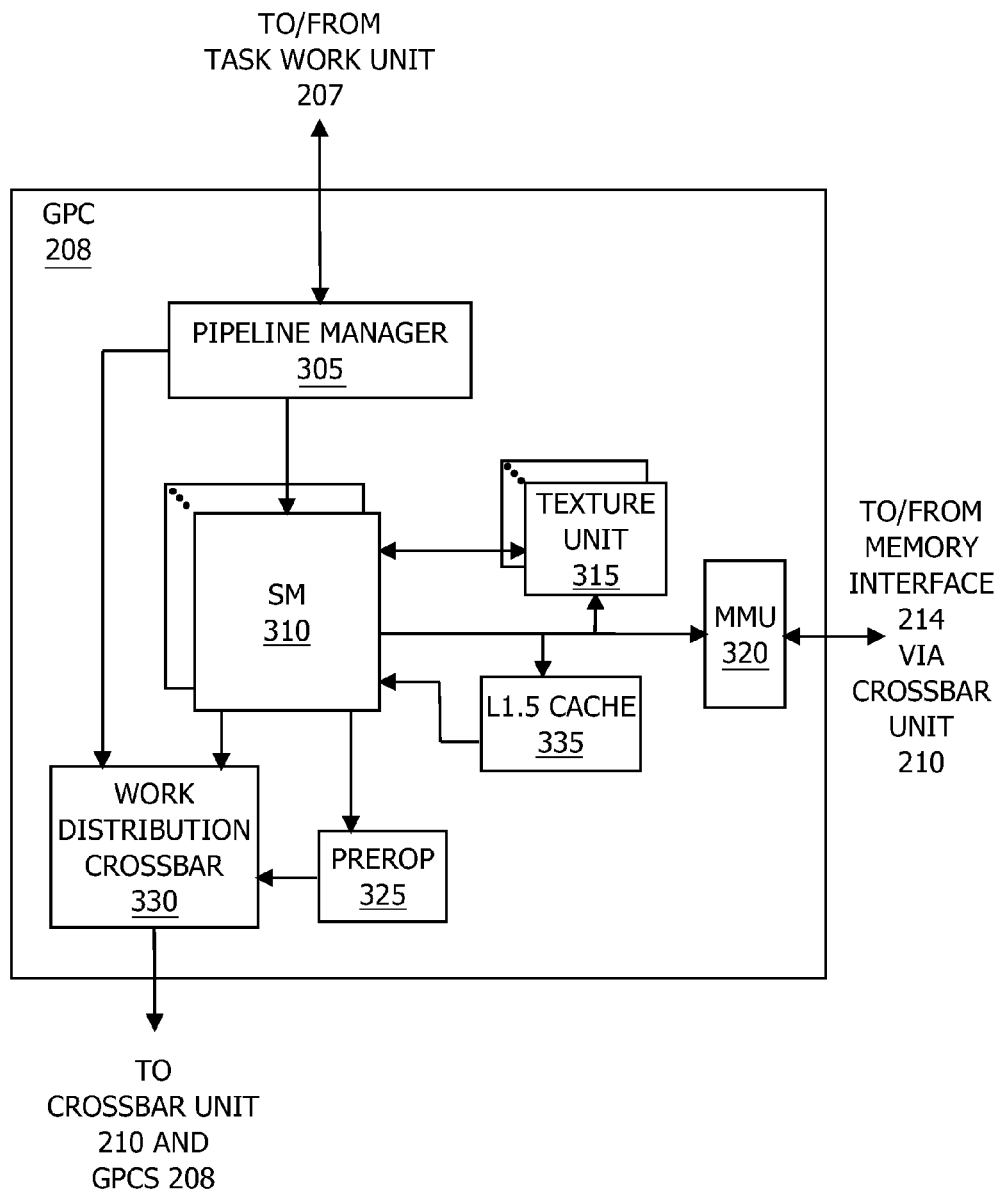 TO/FROM
TASK WORK UNIT
207
GPC
208
PIPELINE MANAGER
305
TEXTURE
UNIT
315
SM
310
MMU
320
TO/FROM
MEMORY
INTERFACE
214
VIA
CROSSBAR
UNIT
210
L1.5 CACHE
335
WORK
DISTRIBUTION
CROSSBAR
330
PREROP
325
TO
CROSSBAR UNIT
210 AND
GPCS 208